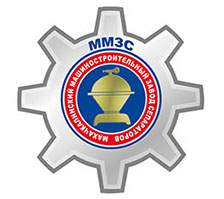 ММЗС
МАХАЧКАЛИНСКИЙ МАШИНОСТРОИТЕЛЬНЫЙ ЗАВОД СЕПАРАТОРОВ